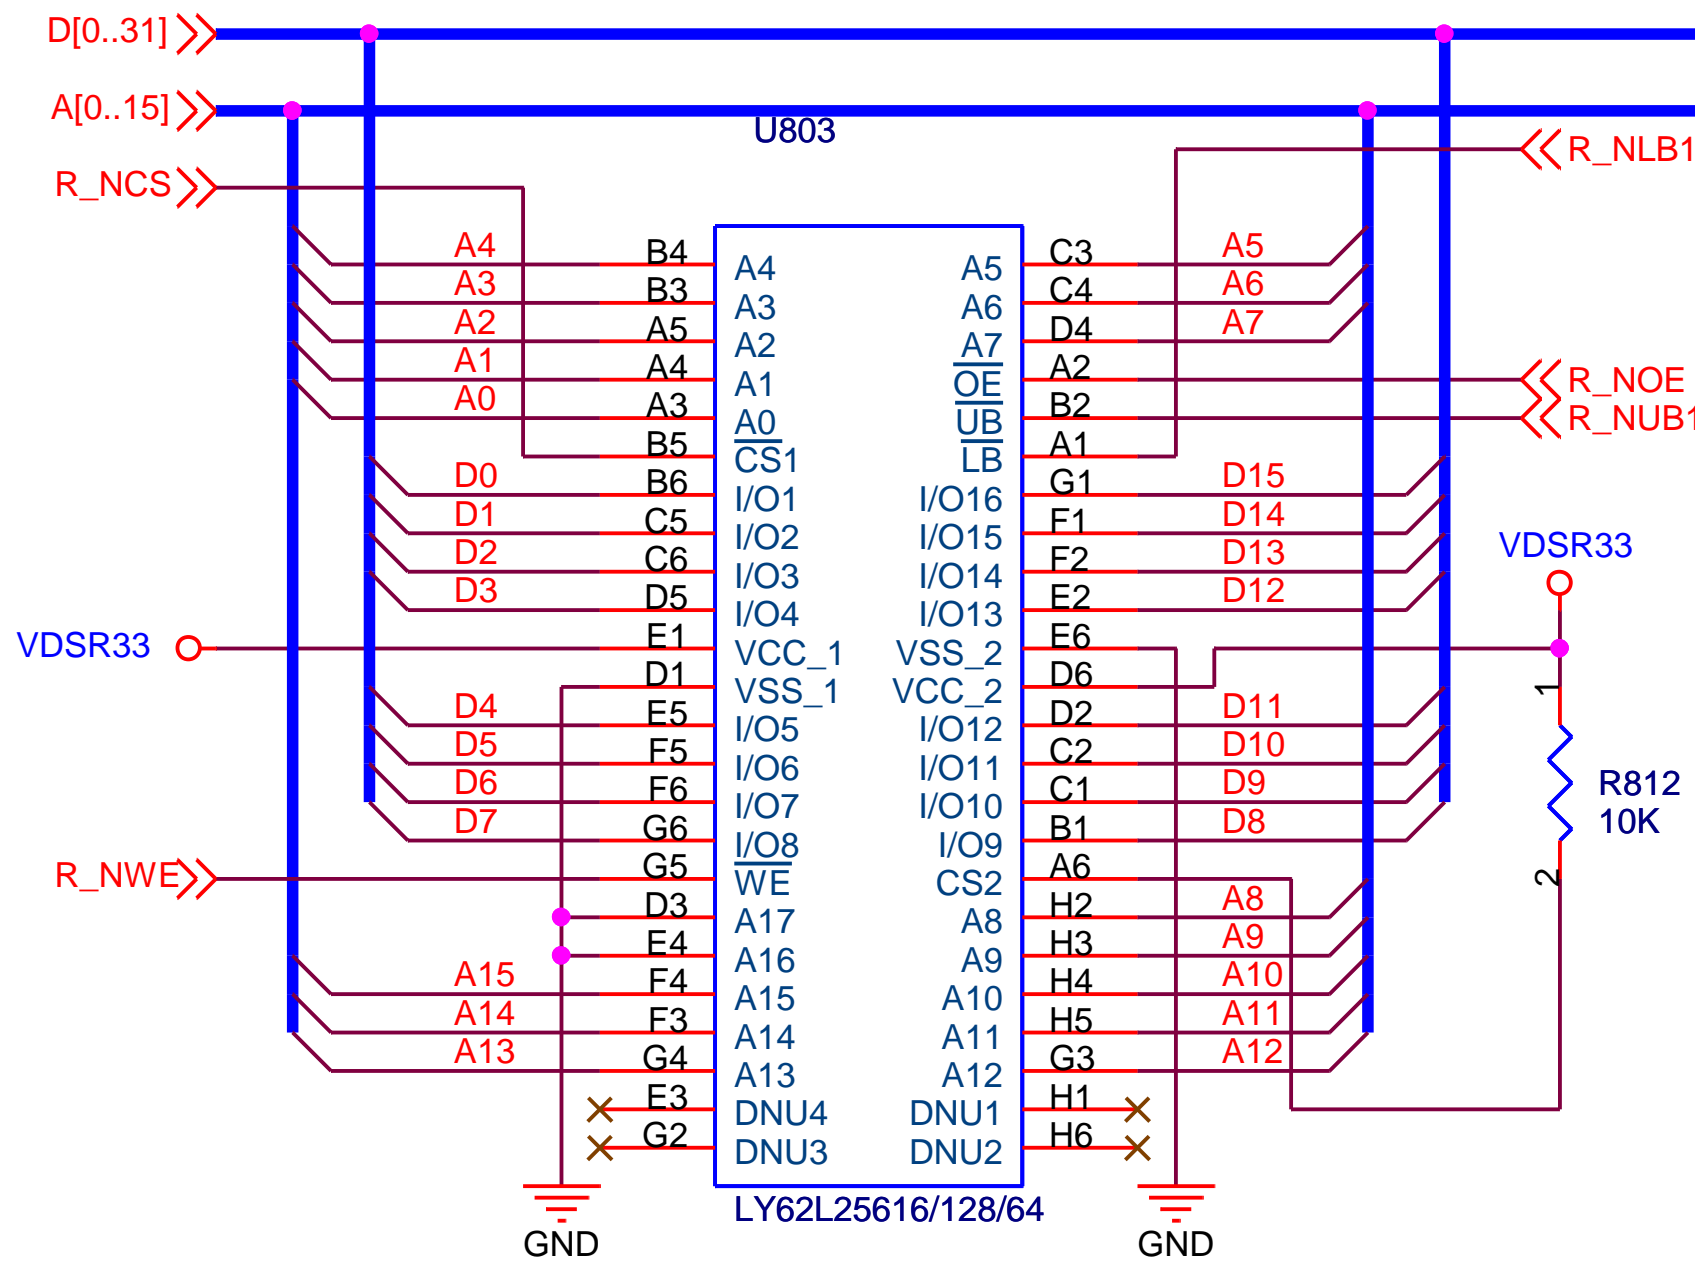 D[0..31]
A[0..15]
U803
R_NLB1
R_NCS
A4 B4 A4 A5 C3 A5
A3 B3 A3 A6 C4 A6
A2 A5 A2 A7 D4 A7
A1 A4 A1 OE A2 R_NOE
A0 A3 A0 UB B2 R_NUB1
B5 CS1 LB A1
D0 B6 I/O1 I/O16 G1 D15
D1 C5 I/O2 I/O15 F1 D14
D2 C6 I/O3 I/O14 F2 D13 VDSR33
D3 D5 I/O4 I/O13 E2 D12
VDSR33 E1 VCC_1 VSS_2 E6
D1 VSS_1 VCC_2 D6 1
D4 E5 I/O5 I/O12 D2 D11
D5 F5 I/O6 I/O11 C2 D10
D6 F6 I/O7 I/O10 C1 D9 R812
D7 G6 I/O8 I/O9 B1 D8 10K
R_NWE G5 WE CS2 A6 2
D3 A17 A8 H2 A8
E4 A16 A9 H3 A9
A15 F4 A15 A10 H4 A10
A14 F3 A14 A11 H5 A11
A13 G4 A13 A12 G3 A12
E3 DNU4 DNU1 H1
G2 DNU3 DNU2 H6
LY62L25616/128/64
GND GND